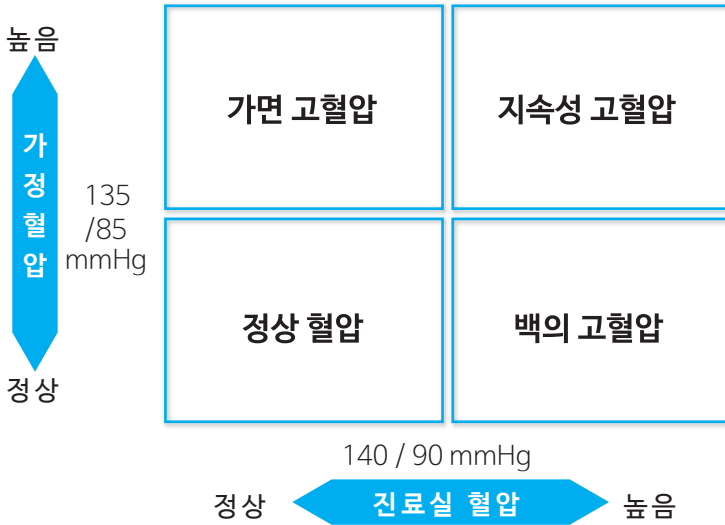 높음
가정혈압
135
/85
mmHg
정상
가면 고혈압
지속성 고혈압
정상 혈압
백의 고혈압
140 / 90 mmHg
정상
진료실 혈압
높음